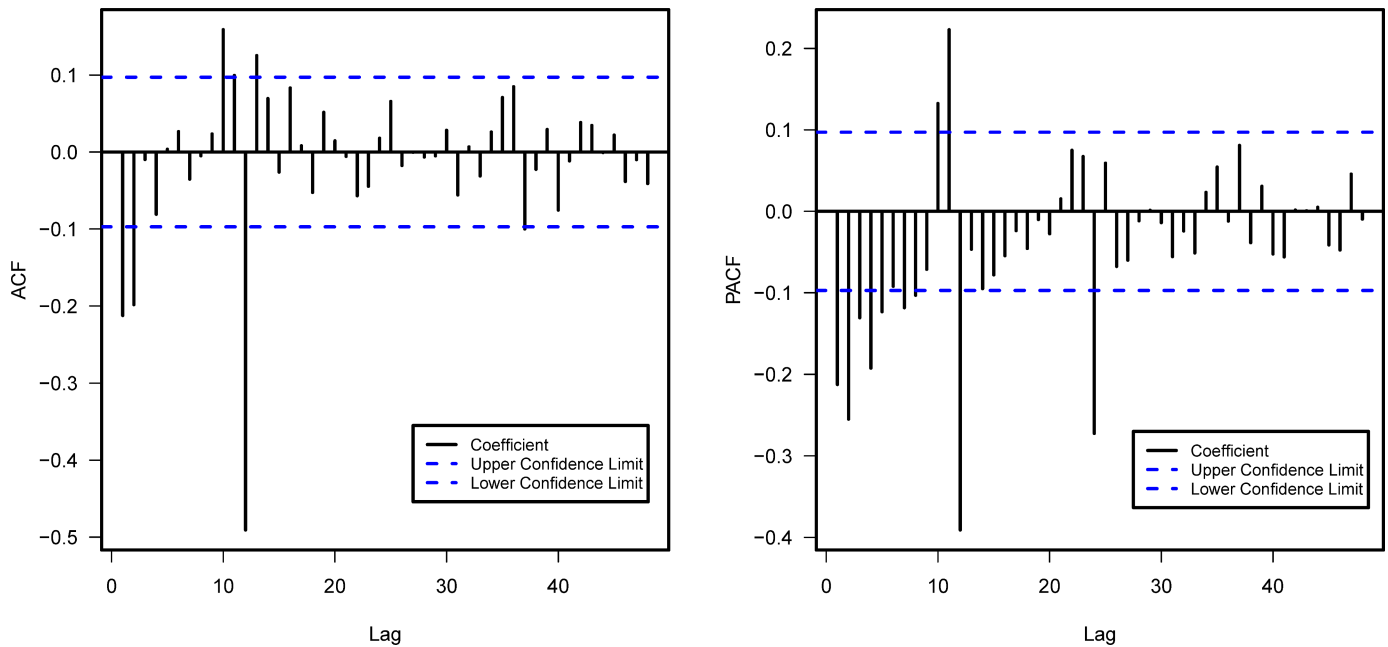 0.1
0.0
−0.1
−0.2
−0.3
−0.4
−0.5
ACF
0
10
20
30
40
Lag
Coefficient
Upper Confidence Limit
Lower Confidence Limit
0.2
0.1
0.0
−0.1
−0.2
−0.3
−0.4
PACF
0
10
20
30
40
Lag
Coefficient
Upper Confidence Limit
Lower Confidence Limit